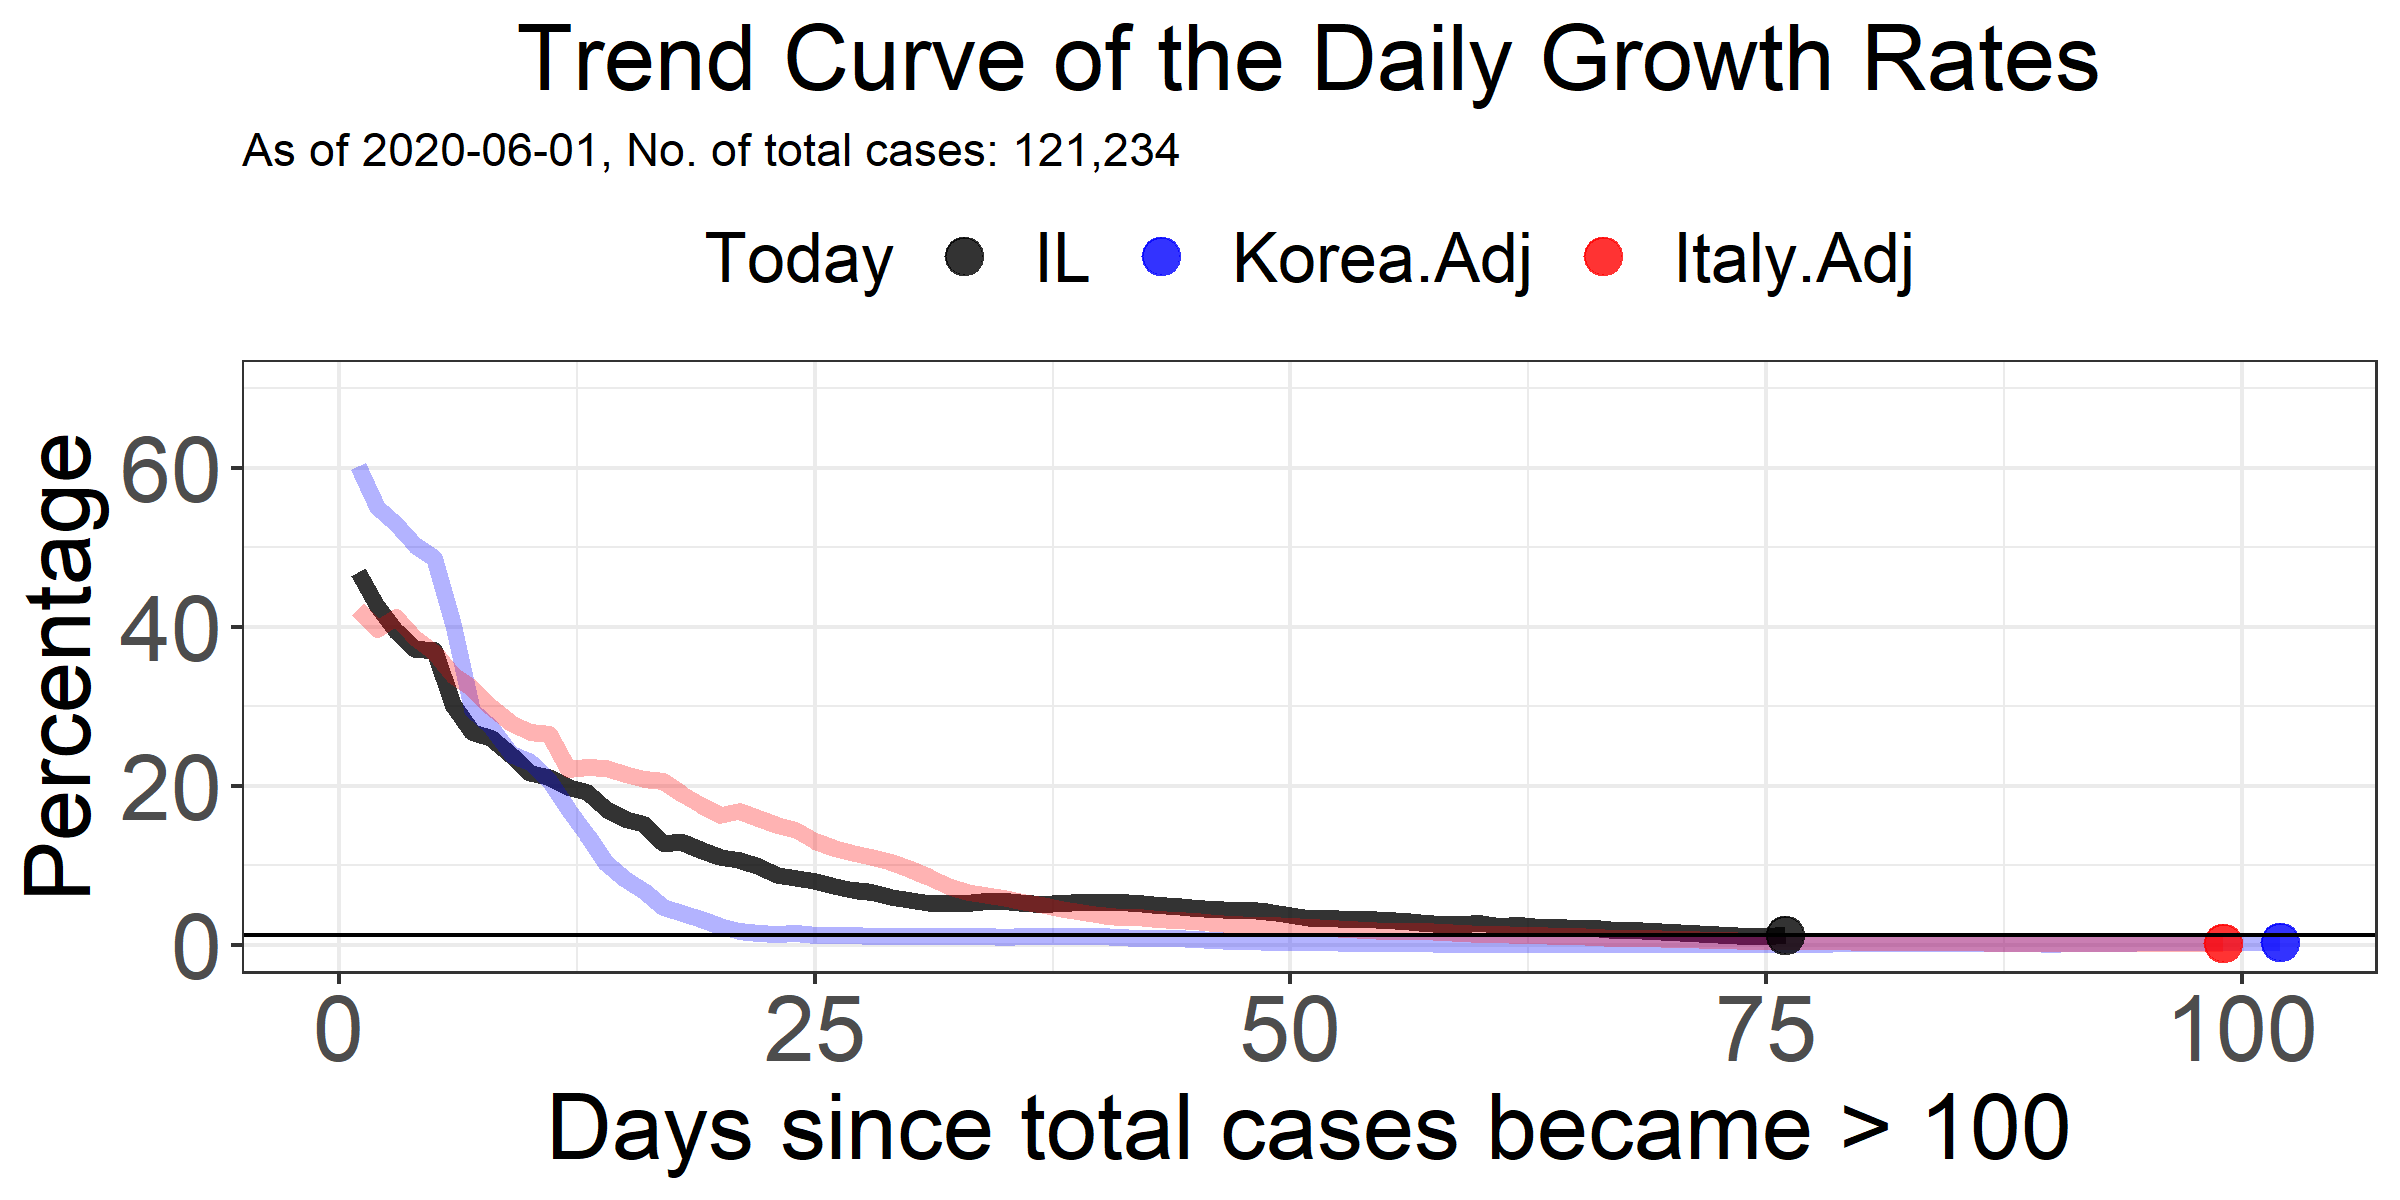 Trend Curve of the Daily Growth Rates
As of 2020-06-01, No. of total cases: 121,234
Today IL Korea.Adj Italy.Adj
Percentage
60
40
20
0
0 25 50 75 100
Days since total cases became > 100